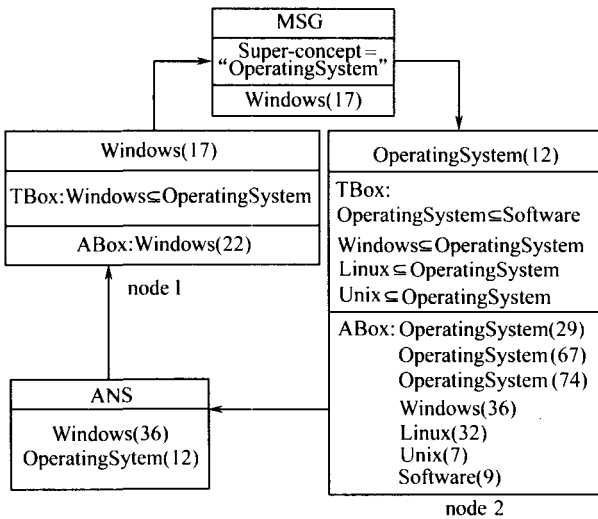 MSG
Super-concept=
"OperatingSystem"
Windows(17)
Windows(17)
TBox:Windows⊆OperatingSystem
ABox:Windows(22)
node 1
OperatingSystem(12)
TBox:
OperatingSystem⊆Software
Windows⊆OperatingSystem
Linux⊆OperatingSystem
Unix⊆OperatingSystem
ABox: OperatingSystem(29)
OperatingSystem(67)
OperatingSystem(74)
Windows(36)
Linux(32)
Unix(7)
Software(9)
node 2
ANS
Windows(36)
OperatingSytem(12)